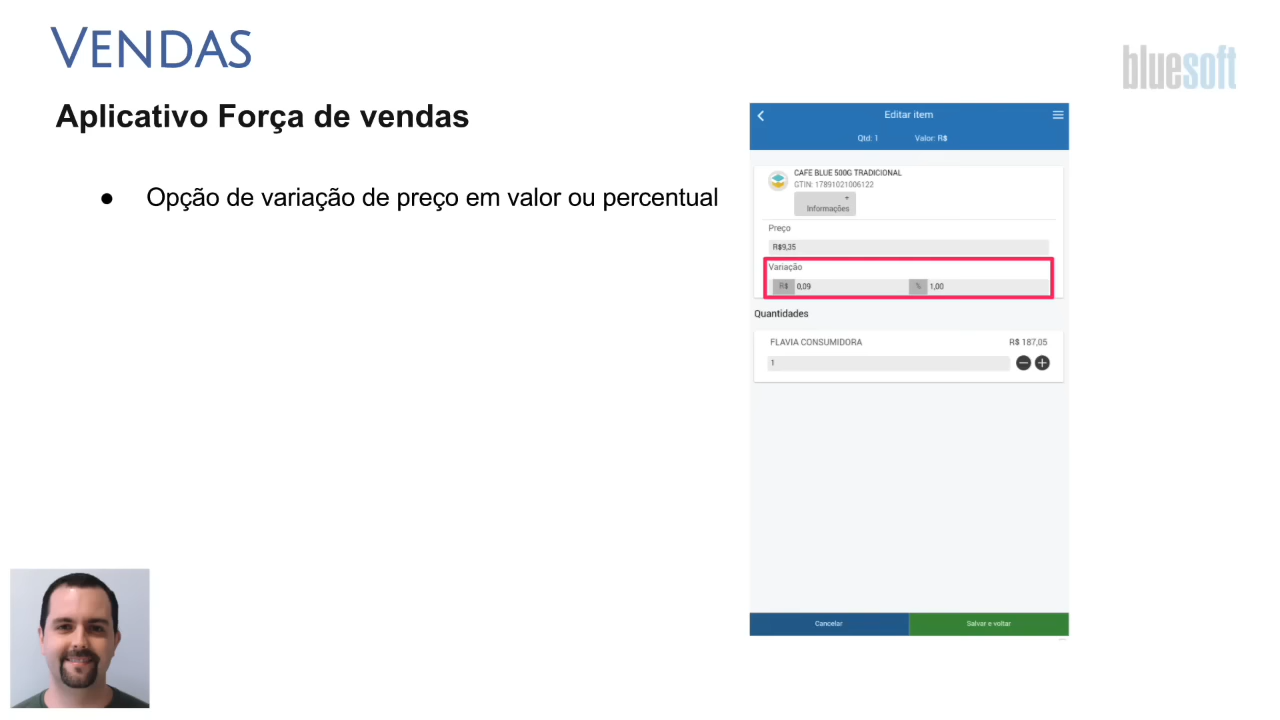 VENDAS
bluesoft
Aplicativo Força de vendas
● Opção de variação de preço em valor ou percentual
Editar item
Qtd: 1 Valor: R$
CAFE BLUE 500G TRADICIONAL
GTIN: 17891021006122
Informações
Preço
R$9,35
Variação
R$ 0,09 % 1,00
Quantidades
FLAVIA CONSUMIDORA R$ 187,05
1
Cancelar Salvar e voltar